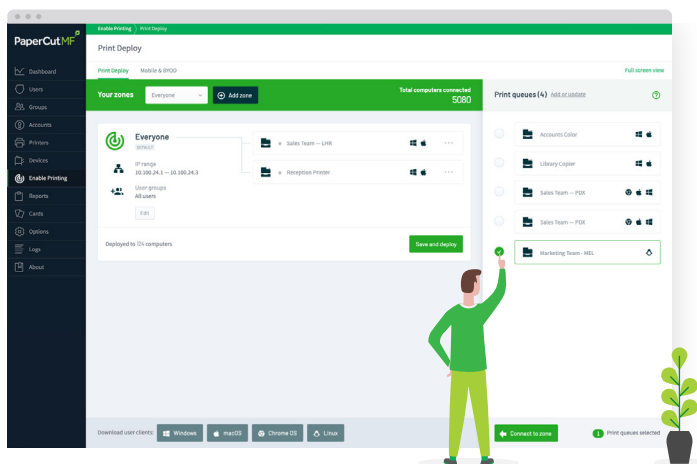 Enable Printing > Print Deploy
PaperCut MF
Print Deploy
Print Deploy Mobile & BYOD Full screen view
Dashboard
Users
Groups
Accounts
Printers
Devices
Enable Printing
Reports
Cards
Options
Logs
About
Your zones Everyone Add zone Total computers connected
5080
Everyone
DEFAULT
IP range
10.100.24.1 — 10.100.24.3
User groups
All users
Edit
Sales Team — LHR
Reception Printer
Deployed to 124 computers Save and deploy
Print queues (4) Add or update ?
Accounts Color
Library Copier
Sales Team — PDX
Sales Team — PDX
Marketing Team - MEL
Download user clients: Windows macOS Chrome OS Linux
Connect to zone 1 Print queues selected